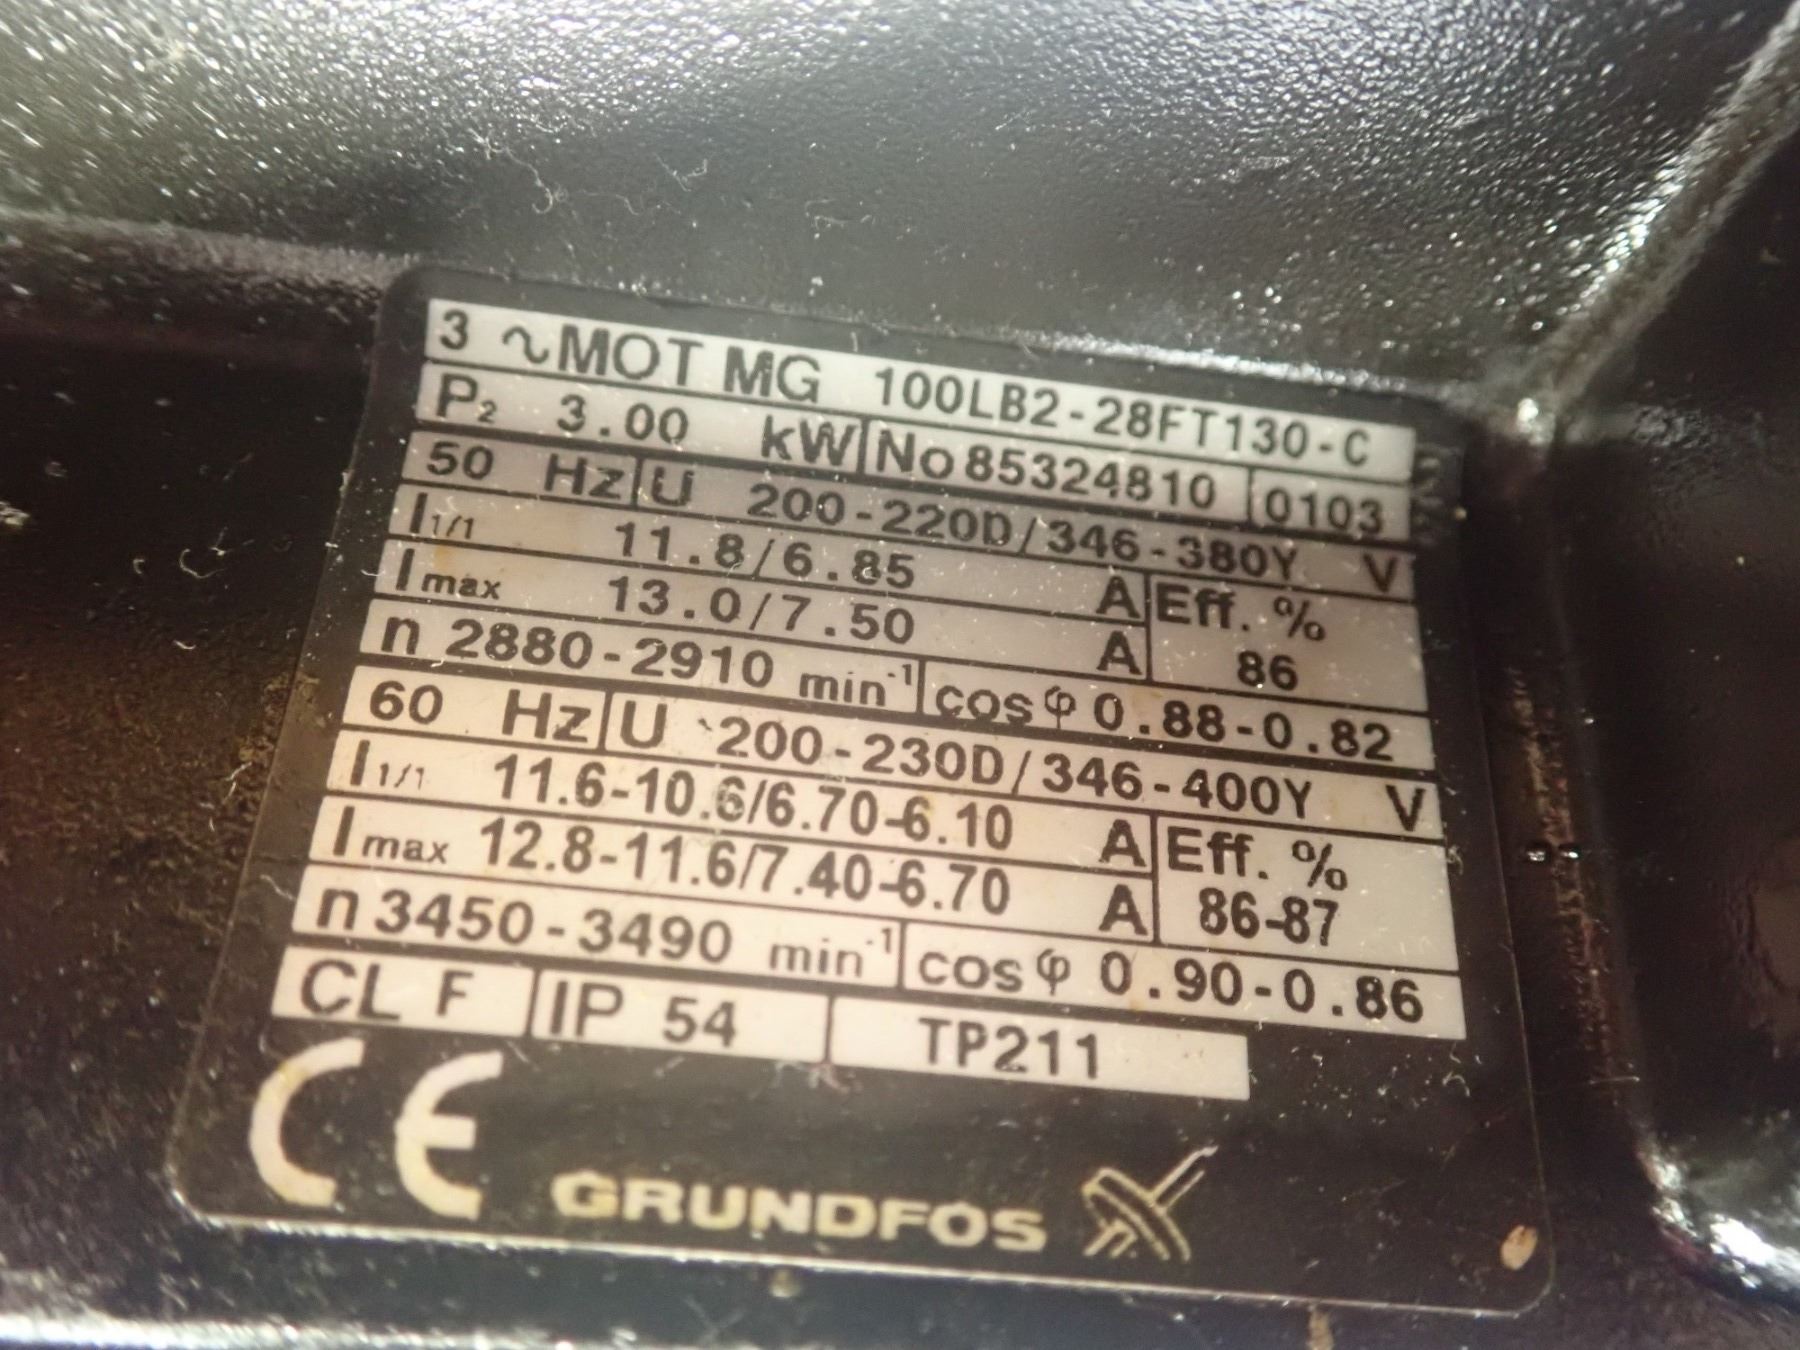 3 ∿MOT MG 100LB2-28FT130-C
P2 3.00 kW No 85324810 0103
50 Hz U 200-220D/346-380Y V
I1/1 11.8/6.85 A Eff. %
Imax 13.0/7.50 A 86
n 2880-2910 min-1 cos φ 0.88-0.82
60 Hz U 200-230D/346-400Y V
I1/1 11.6-10.6/6.70-6.10 A Eff. %
Imax 12.8-11.6/7.40-6.70 A 86-87
n 3450-3490 min-1 cos φ 0.90-0.86
CL F IP 54 TP211
CE GRUNDFOS